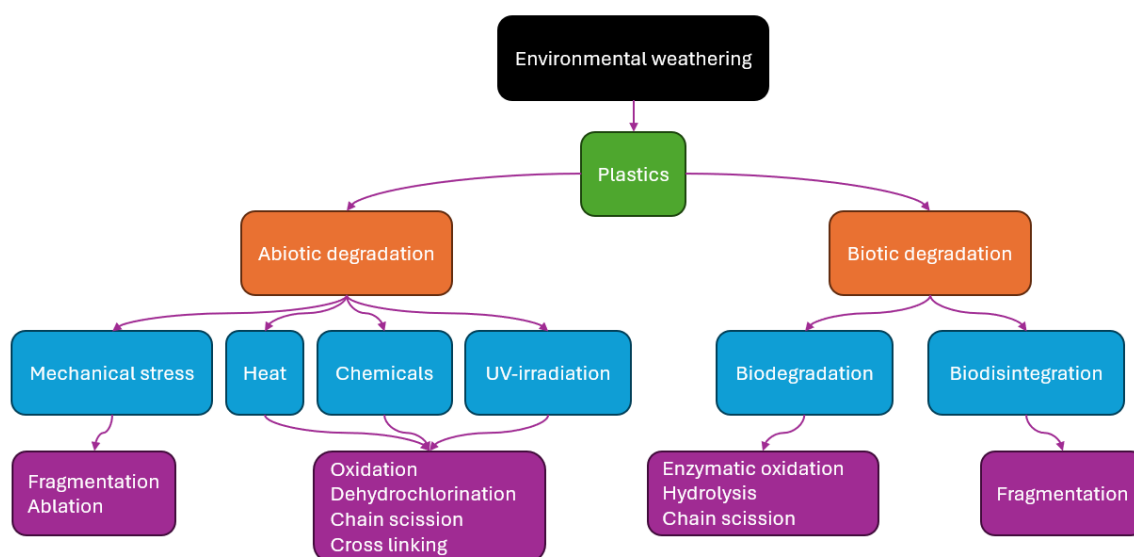 Environmental weathering
Plastics
Abiotic degradation
Biotic degradation
Mechanical stress
Heat
Chemicals
UV-irradiation
Biodegradation
Biodisintegration
Fragmentation
Ablation
Oxidation
Dehydrochlorination
Chain scission
Cross linking
Enzymatic oxidation
Hydrolysis
Chain scission
Fragmentation